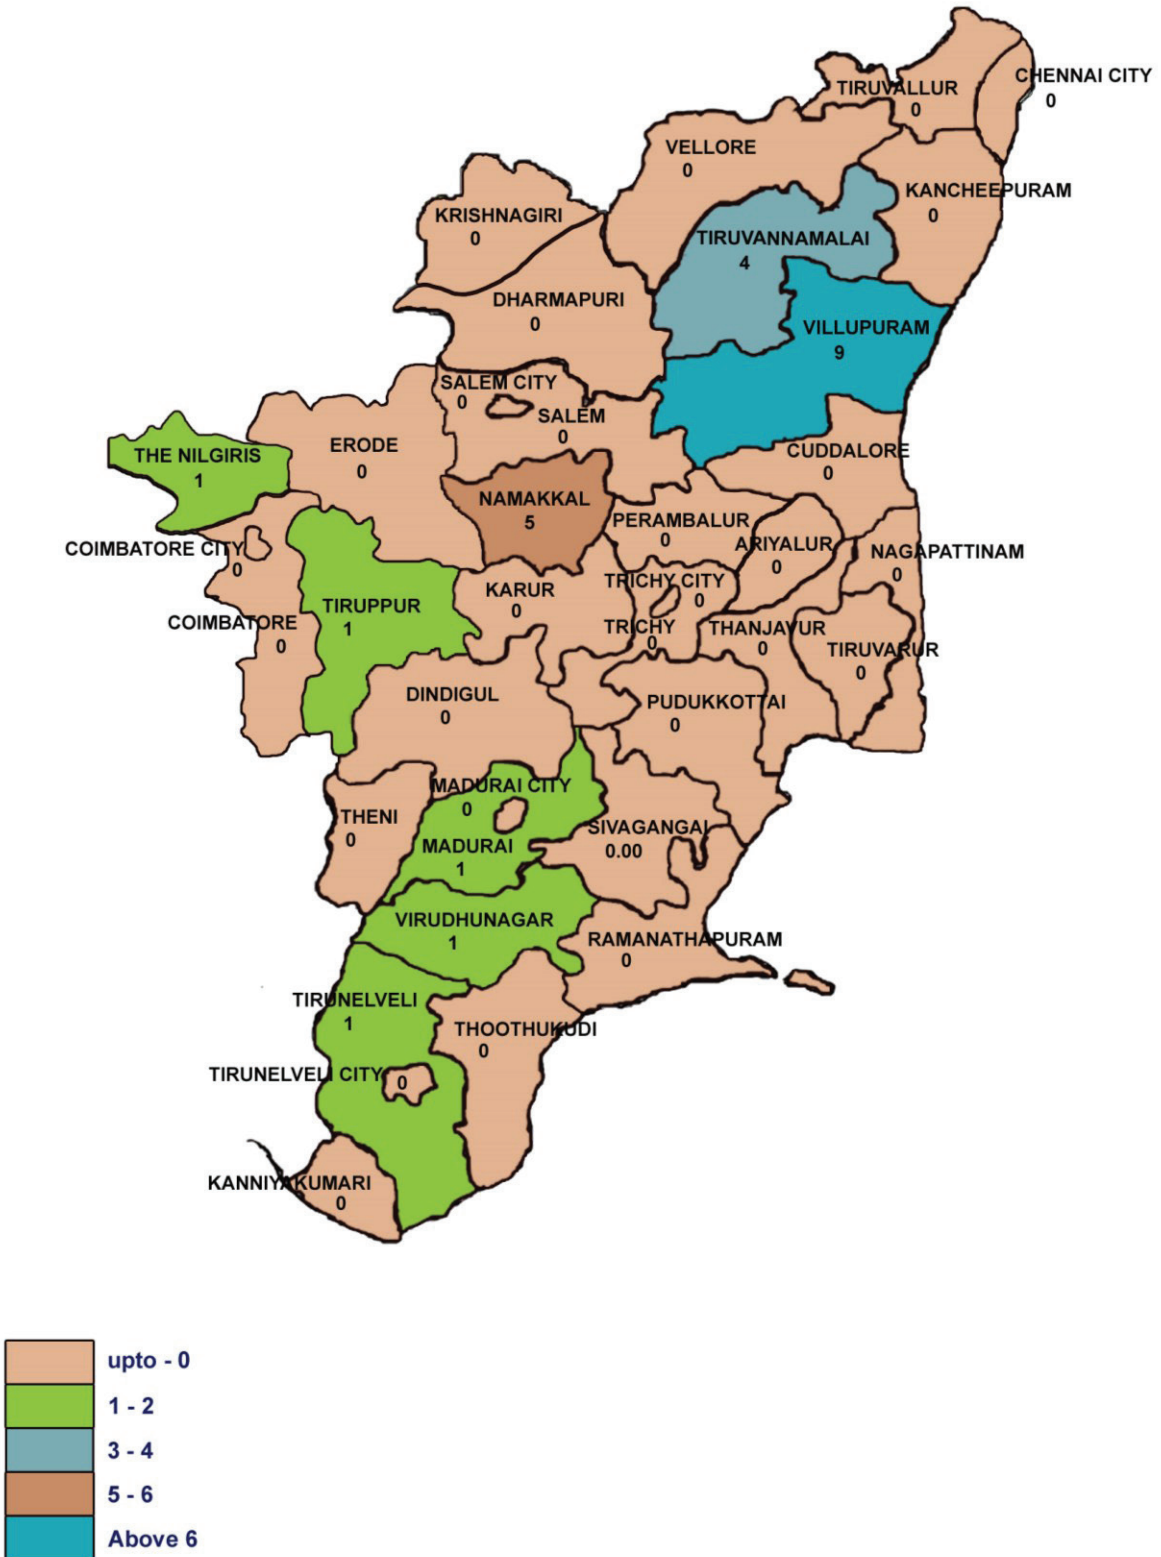 CHENNAI CITY
0
TIRUVALLUR
0
VELLORE
0
KANCHEEPURAM
0
KRISHNAGIRI
0
TIRUVANNAMALAI
4
DHARMAPURI
0
VILLUPURAM
9
SALEM CITY
0
SALEM
0
ERODE
0
THE NILGIRIS
1
CUDDALORE
0
NAMAKKAL
5
PERAMBALUR
0
ARIYALUR
0
NAGAPATTINAM
0
COIMBATORE CITY
0
TRICHY CITY
0
KARUR
0
TIRUPPUR
1
COIMBATORE
0
TRICHY
0
THANJAVUR
0
TIRUVARUR
0
DINDIGUL
0
PUDUKKOTTAI
0
MADURAI CITY
0
THENI
0
SIVAGANGAI
0.00
MADURAI
1
VIRUDHUNAGAR
1
RAMANATHAPURAM
0
TIRUNELVELI
1
THOOTHUKUDI
0
TIRUNELVELI CITY
0
KANNIYAKUMARI
0
upto - 0
1 - 2
3 - 4
5 - 6
Above 6